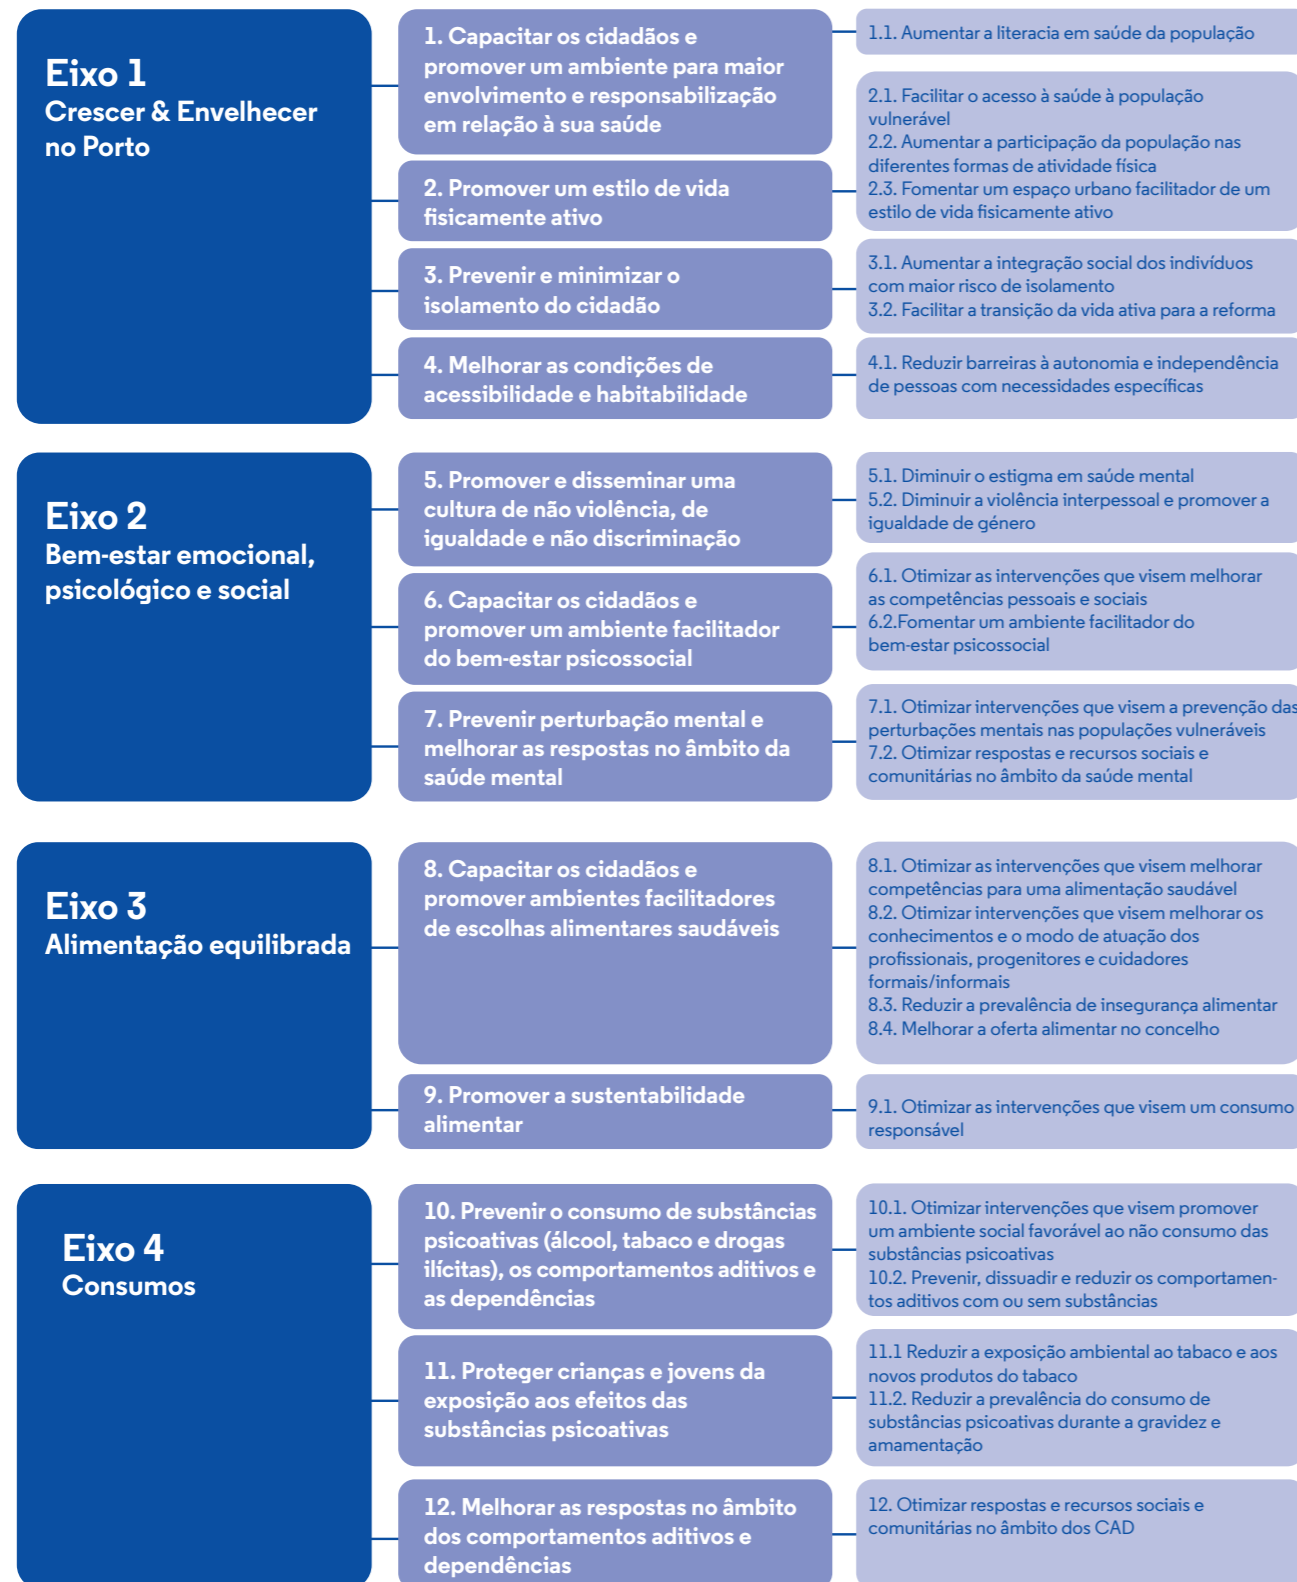 Eixo 1
Crescer & Envelhecer
no Porto
1. Capacitar os cidadãos e
promover um ambiente para maior
envolvimento e responsabilização
em relação à sua saúde
1.1. Aumentar a literacia em saúde da população
2. Promover um estilo de vida
fisicamente ativo
2.1. Facilitar o acesso à saúde à população
vulnerável
2.2. Aumentar a participação da população nas
diferentes formas de atividade física
2.3. Fomentar um espaço urbano facilitador de um
estilo de vida fisicamente ativo
3. Prevenir e minimizar o
isolamento do cidadão
3.1. Aumentar a integração social dos indivíduos
com maior risco de isolamento
3.2. Facilitar a transição da vida ativa para a reforma
4. Melhorar as condições de
acessibilidade e habitabilidade
4.1. Reduzir barreiras à autonomia e independência
de pessoas com necessidades específicas
Eixo 2
Bem-estar emocional,
psicológico e social
5. Promover e disseminar uma
cultura de não violência, de
igualdade e não discriminação
5.1. Diminuir o estigma em saúde mental
5.2. Diminuir a violência interpessoal e promover a
igualdade de género
6. Capacitar os cidadãos e
promover um ambiente facilitador
do bem-estar psicossocial
6.1. Otimizar as intervenções que visem melhorar
as competências pessoais e sociais
6.2.Fomentar um ambiente facilitador do
bem-estar psicossocial
7. Prevenir perturbação mental e
melhorar as respostas no âmbito da
saúde mental
7.1. Otimizar intervenções que visem a prevenção das
perturbações mentais nas populações vulneráveis
7.2. Otimizar respostas e recursos sociais e
comunitárias no âmbito da saúde mental
Eixo 3
Alimentação equilibrada
8. Capacitar os cidadãos e
promover ambientes facilitadores
de escolhas alimentares saudáveis
8.1. Otimizar as intervenções que visem melhorar
competências para uma alimentação saudável
8.2. Otimizar intervenções que visem melhorar os
conhecimentos e o modo de atuação dos
profissionais, progenitores e cuidadores
formais/informais
8.3. Reduzir a prevalência de insegurança alimentar
8.4. Melhorar a oferta alimentar no concelho
9. Promover a sustentabilidade
alimentar
9.1. Otimizar as intervenções que visem um consumo
responsável
Eixo 4
Consumos
10. Prevenir o consumo de substâncias
psicoativas (álcool, tabaco e drogas
ilícitas), os comportamentos aditivos e
as dependências
10.1. Otimizar intervenções que visem promover
um ambiente social favorável ao não consumo das
substâncias psicoativas
10.2. Prevenir, dissuadir e reduzir os comportamen-
tos aditivos com ou sem substâncias
11. Proteger crianças e jovens da
exposição aos efeitos das
substâncias psicoativas
11.1 Reduzir a exposição ambiental ao tabaco e aos
novos produtos do tabaco
11.2. Reduzir a prevalência do consumo de
substâncias psicoativas durante a gravidez e
amamentação
12. Melhorar as respostas no âmbito
dos comportamentos aditivos e
dependências
12. Otimizar respostas e recursos sociais e
comunitárias no âmbito dos CAD